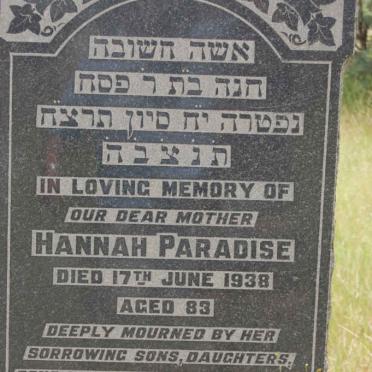 אשה חשובה
חנה בת ר פסח
נפטרה יח סיון תרצח
ת נ צ ב ה
IN LOVING MEMORY OF
OUR DEAR MOTHER
HANNAH PARADISE
DIED 17TH JUNE 1938
AGED 83
DEEPLY MOURNED BY HER
SORROWING SONS, DAUGHTERS,